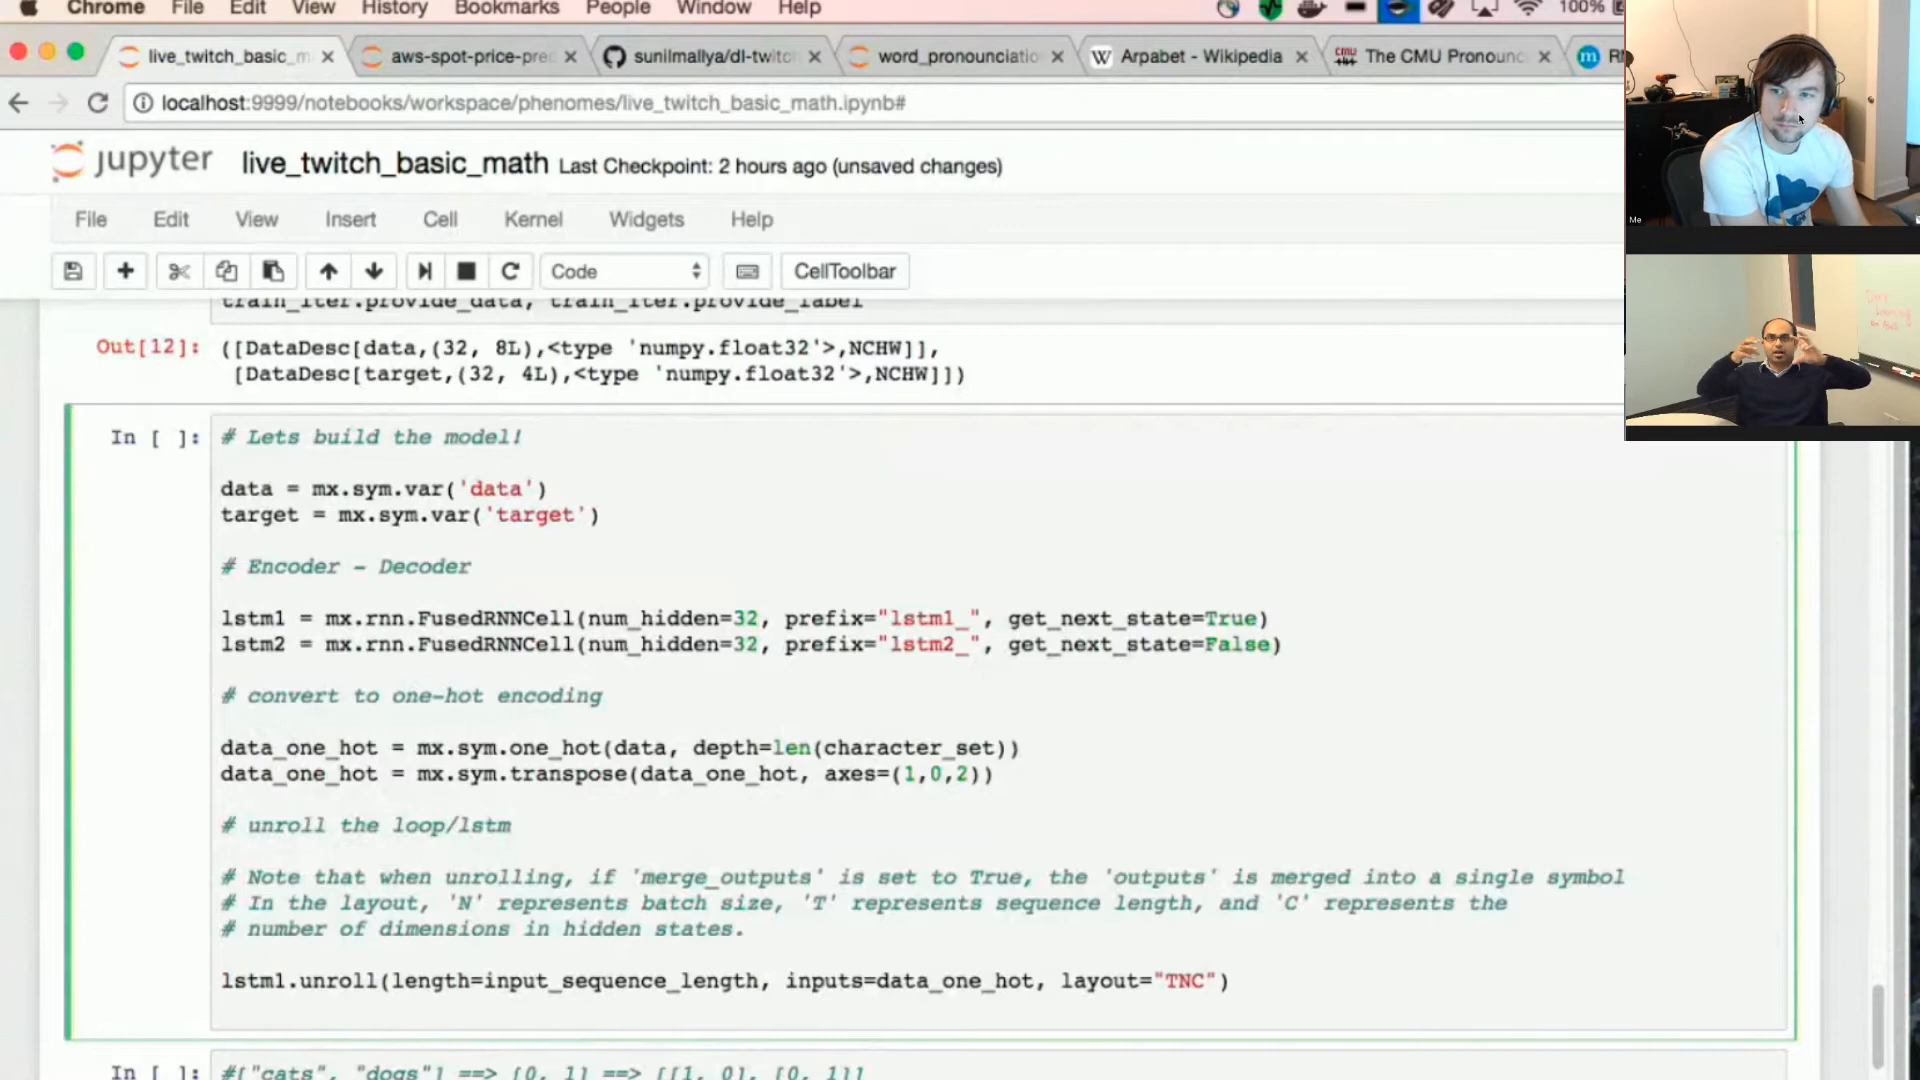 Chrome File Edit View History Bookmarks People Window Help 100%
live_twitch_basic_m aws-spot-price-pre sunilmallya/dl-twitc word_pronounciatio Arpabet - Wikipedia CMU The CMU Pronounc m
localhost:9999/notebooks/workspace/phenomes/live_twitch_basic_math.ipynb#
jupyter live_twitch_basic_math Last Checkpoint: 2 hours ago (unsaved changes)
File Edit View Insert Cell Kernel Widgets Help
Code CellToolbar
train_iter.provide_data, train_iter.provide_label
Out[12]: ([DataDesc[data,(32, 8L),<type 'numpy.float32'>,NCHW]],
[DataDesc[target,(32, 4L),<type 'numpy.float32'>,NCHW]])
In [ ]: # Lets build the model!
data = mx.sym.var('data')
target = mx.sym.var('target')
# Encoder - Decoder
lstm1 = mx.rnn.FusedRNNCell(num_hidden=32, prefix="lstm1_", get_next_state=True)
lstm2 = mx.rnn.FusedRNNCell(num_hidden=32, prefix="lstm2_", get_next_state=False)
# convert to one-hot encoding
data_one_hot = mx.sym.one_hot(data, depth=len(character_set))
data_one_hot = mx.sym.transpose(data_one_hot, axes=(1,0,2))
# unroll the loop/lstm
# Note that when unrolling, if 'merge_outputs' is set to True, the 'outputs' is merged into a single symbol
# In the layout, 'N' represents batch size, 'T' represents sequence length, and 'C' represents the
# number of dimensions in hidden states.
lstm1.unroll(length=input_sequence_length, inputs=data_one_hot, layout="TNC")
In [ ]: #["cats", "dogs"] ==> [0, 1] ==> [[1, 0], [0, 1]]
Me